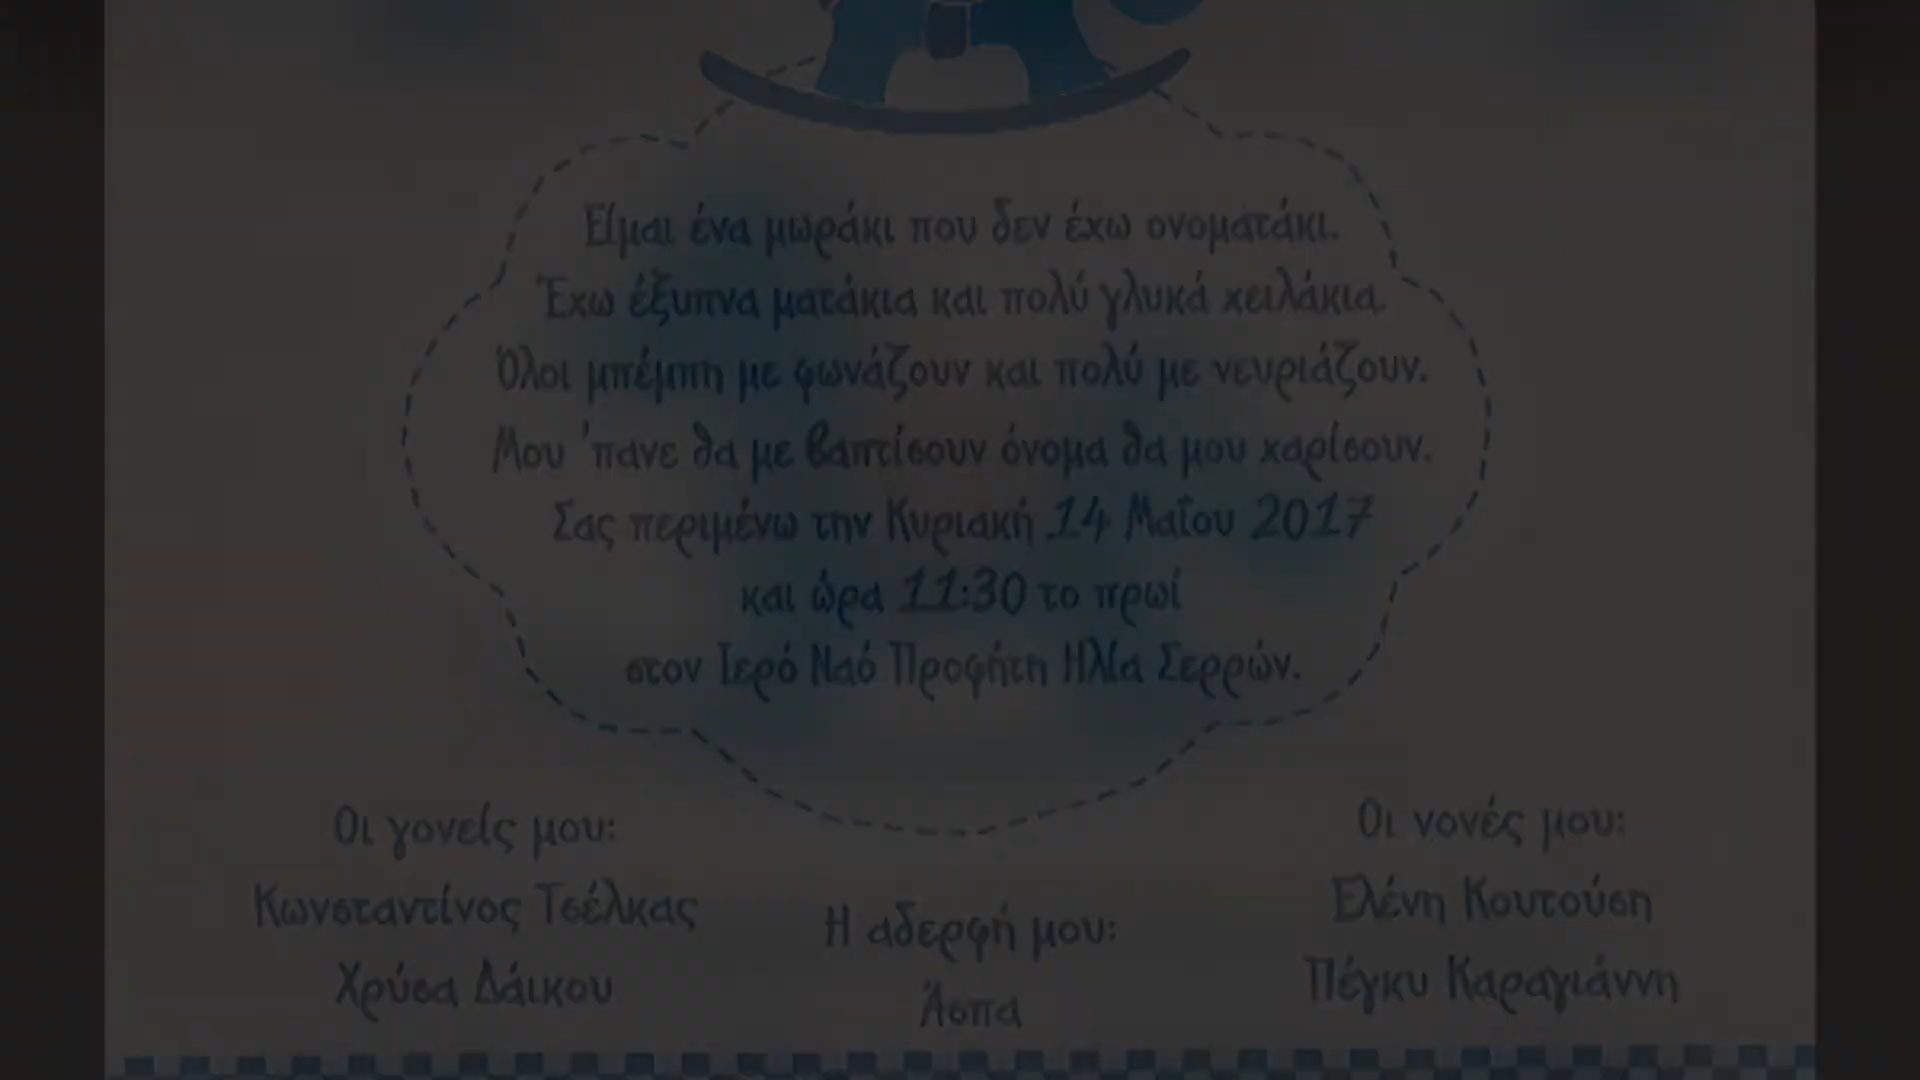 Είμαι ένα μωράκι που δεν έχω ονοματάκι.
Έχω έξυπνα ματάκια και πολύ γλυκά χειλάκια.
Όλοι μπέμπη με φωνάζουν και πολύ με νευριάζουν.
Μου 'πανε θα με βαπτίσουν όνομα θα μου χαρίσουν.
Σας περιμένω την Κυριακή 14 Μαΐου 2017
και ώρα 11:30 το πρωί
στον Ιερό Ναό Προφήτη Ηλία Σερρών.
Οι γονείς μου:
Κωνσταντίνος Τσέλκας
Χρύσα Δάικου
Η αδερφή μου:
Άσπα
Οι νονές μου:
Ελένη Κουτούση
Πέγκυ Καραγιάννη